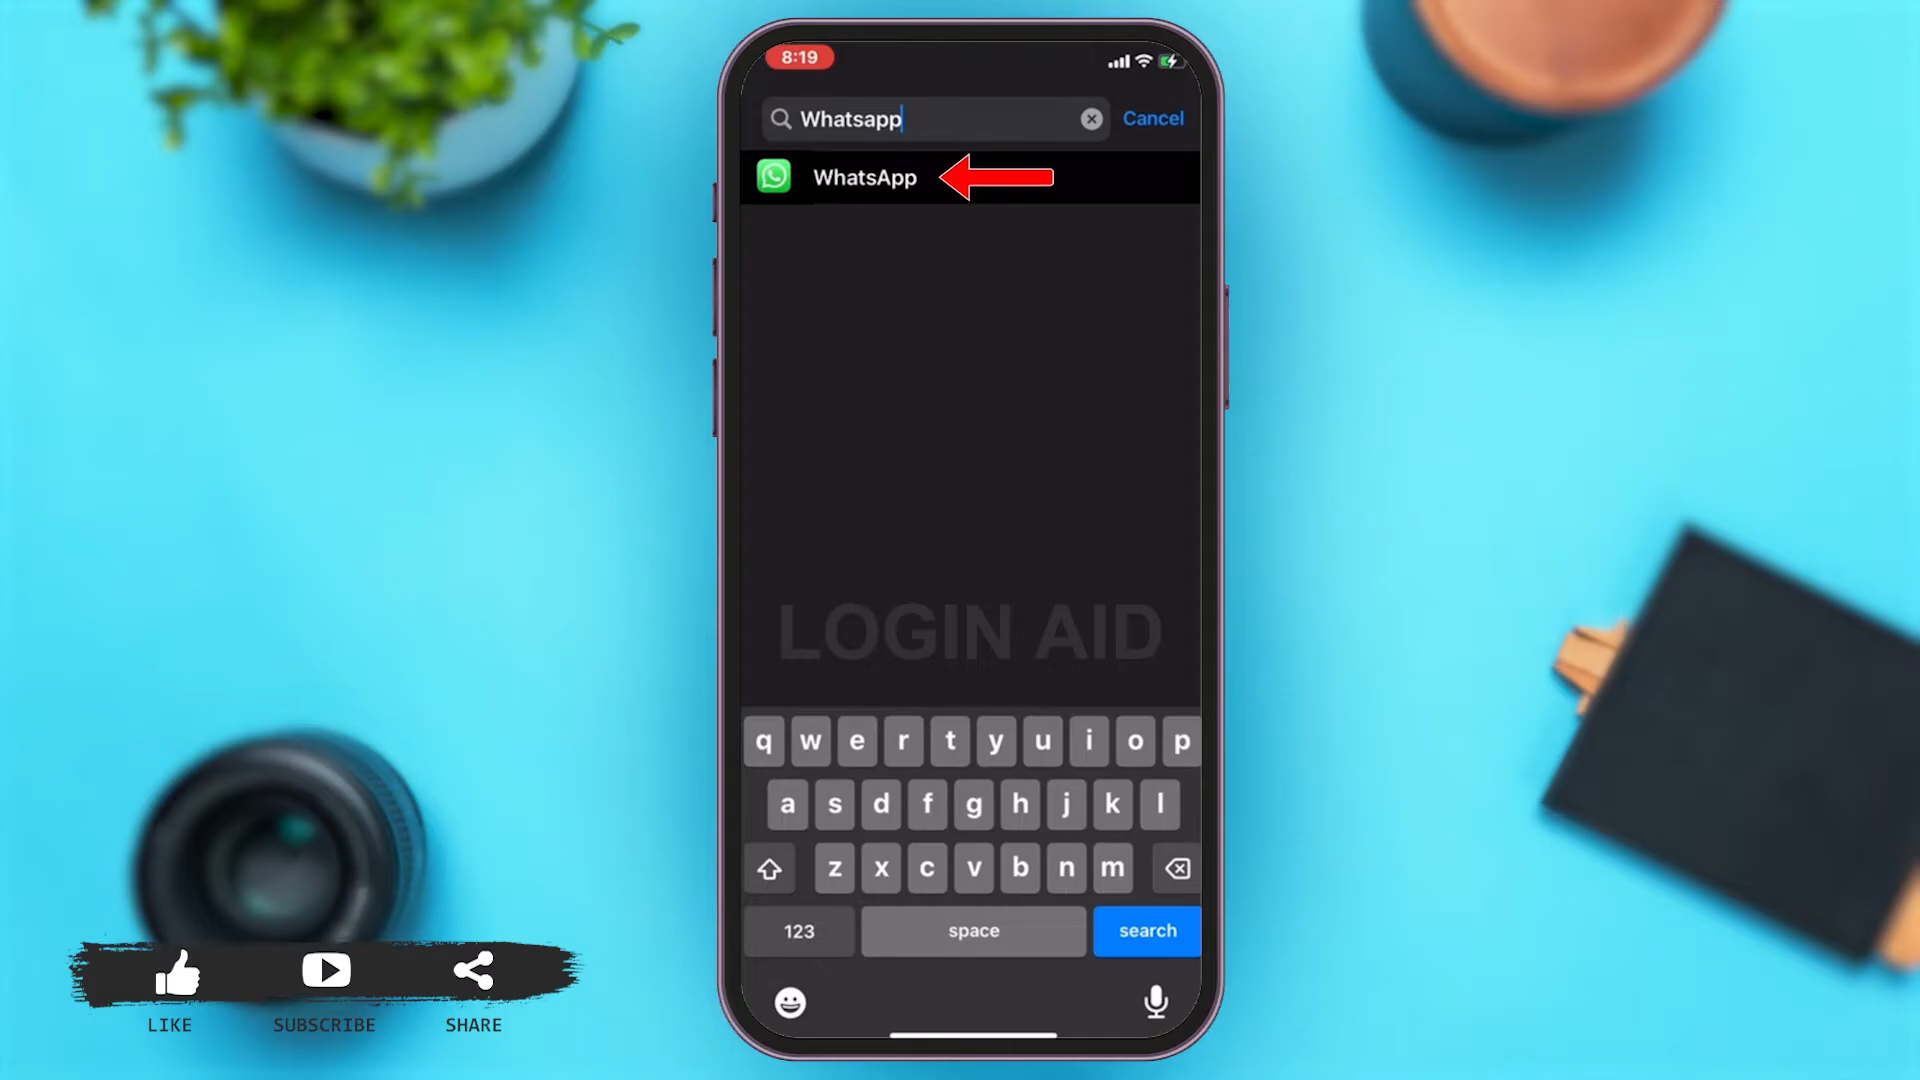 8:19
Whatsapp
Cancel
WhatsApp
LOGIN AID
q w e r t y u i o p
a s d f g h j k l
z x c v b n m
123 space search
LIKE SUBSCRIBE SHARE